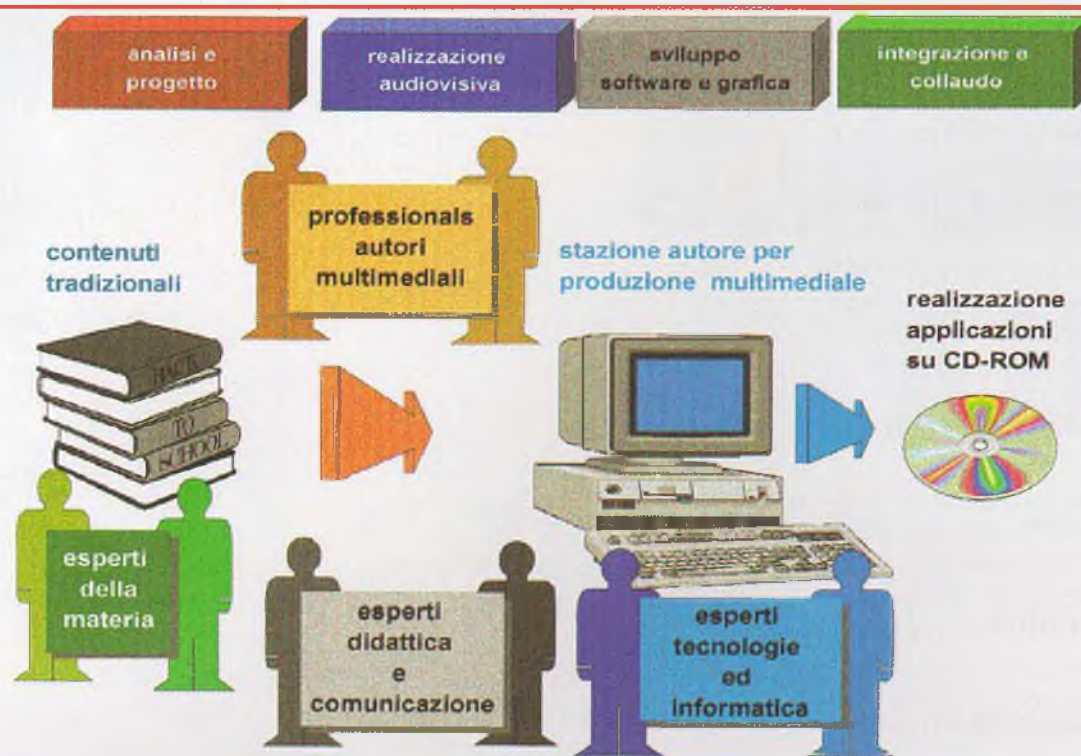 analisi e
progetto
realizzazione
audiovisiva
sviluppo
software e grafica
integrazione e
collaudo
professionals
autori
multimediali
contenuti
tradizionali
stazione autore per
produzione multimediale
realizzazione
applicazioni
su CD-ROM
BACK
TO
SCHOOL
esperti
della
materia
esperti
didattica
e
comunicazione
esperti
tecnologie
ed
informatica